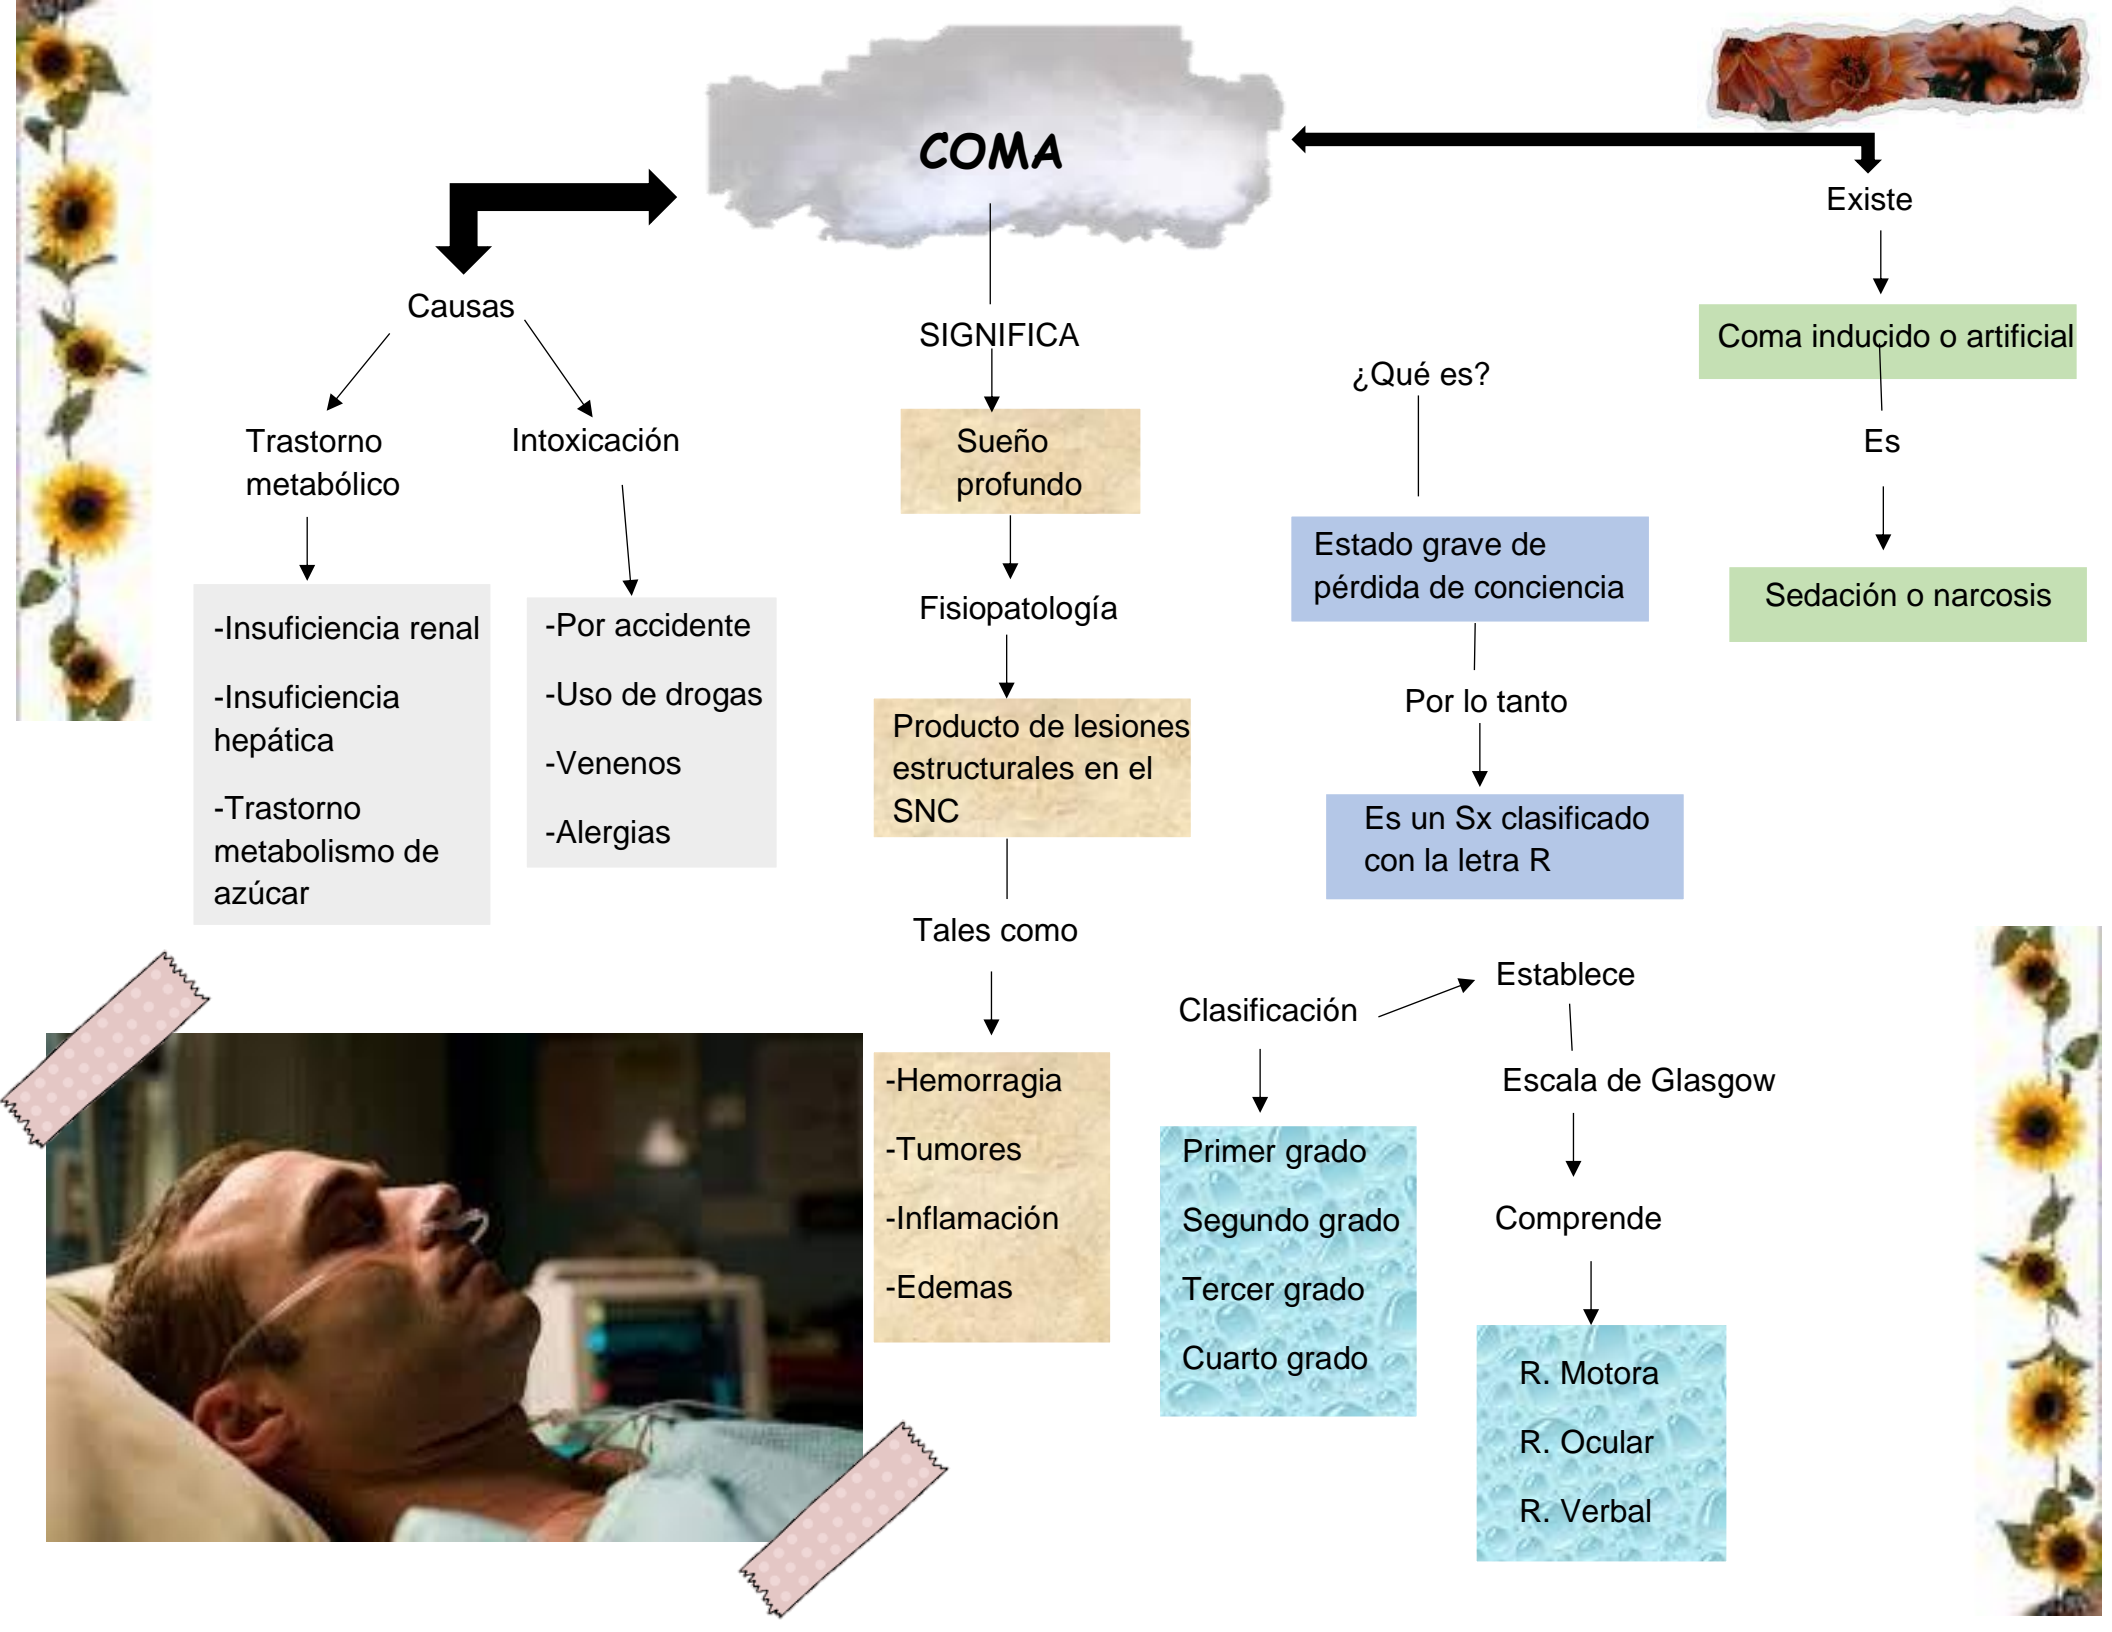 COMA
Causas
Trastorno
metabólico
-Insuficiencia renal
-Insuficiencia
hepática
-Trastorno
metabolismo de
azúcar
Intoxicación
-Por accidente
-Uso de drogas
-Venenos
-Alergias
SIGNIFICA
Sueño
profundo
Fisiopatología
Producto de lesiones
estructurales en el
SNC
Tales como
-Hemorragia
-Tumores
-Inflamación
-Edemas
¿Qué es?
Estado grave de
pérdida de conciencia
Por lo tanto
Es un Sx clasificado
con la letra R
Existe
Coma inducido o artificial
Es
Sedación o narcosis
Clasificación
Primer grado
Segundo grado
Tercer grado
Cuarto grado
Establece
Escala de Glasgow
Comprende
R. Motora
R. Ocular
R. Verbal